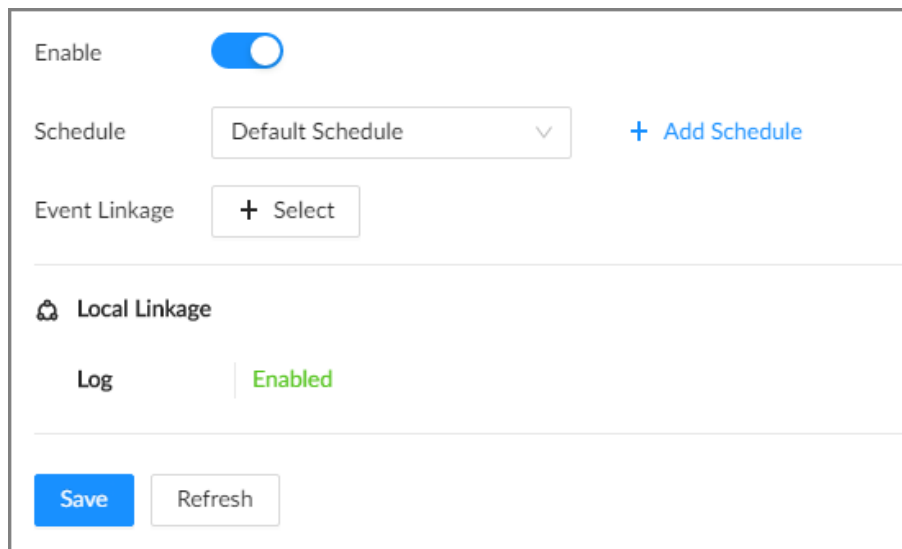 Enable
Schedule Default Schedule + Add Schedule
Event Linkage + Select
Local Linkage
Log Enabled
Save Refresh